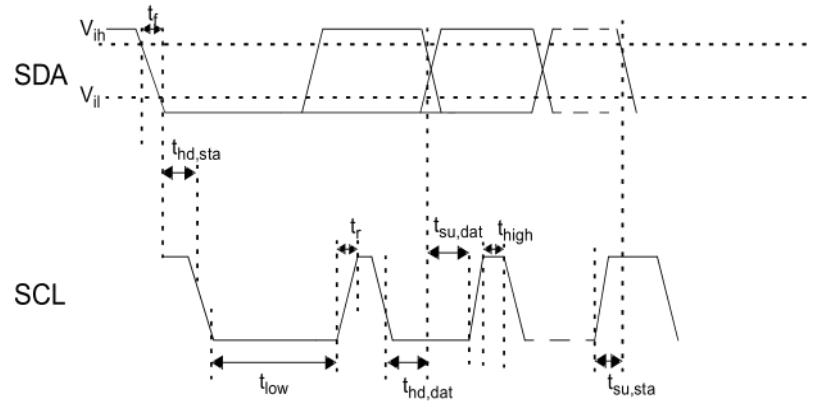 t_f
V_ih
SDA
V_il
t_hd,sta
t_r
t_su,dat
t_high
SCL
t_low
t_hd,dat
t_su,sta